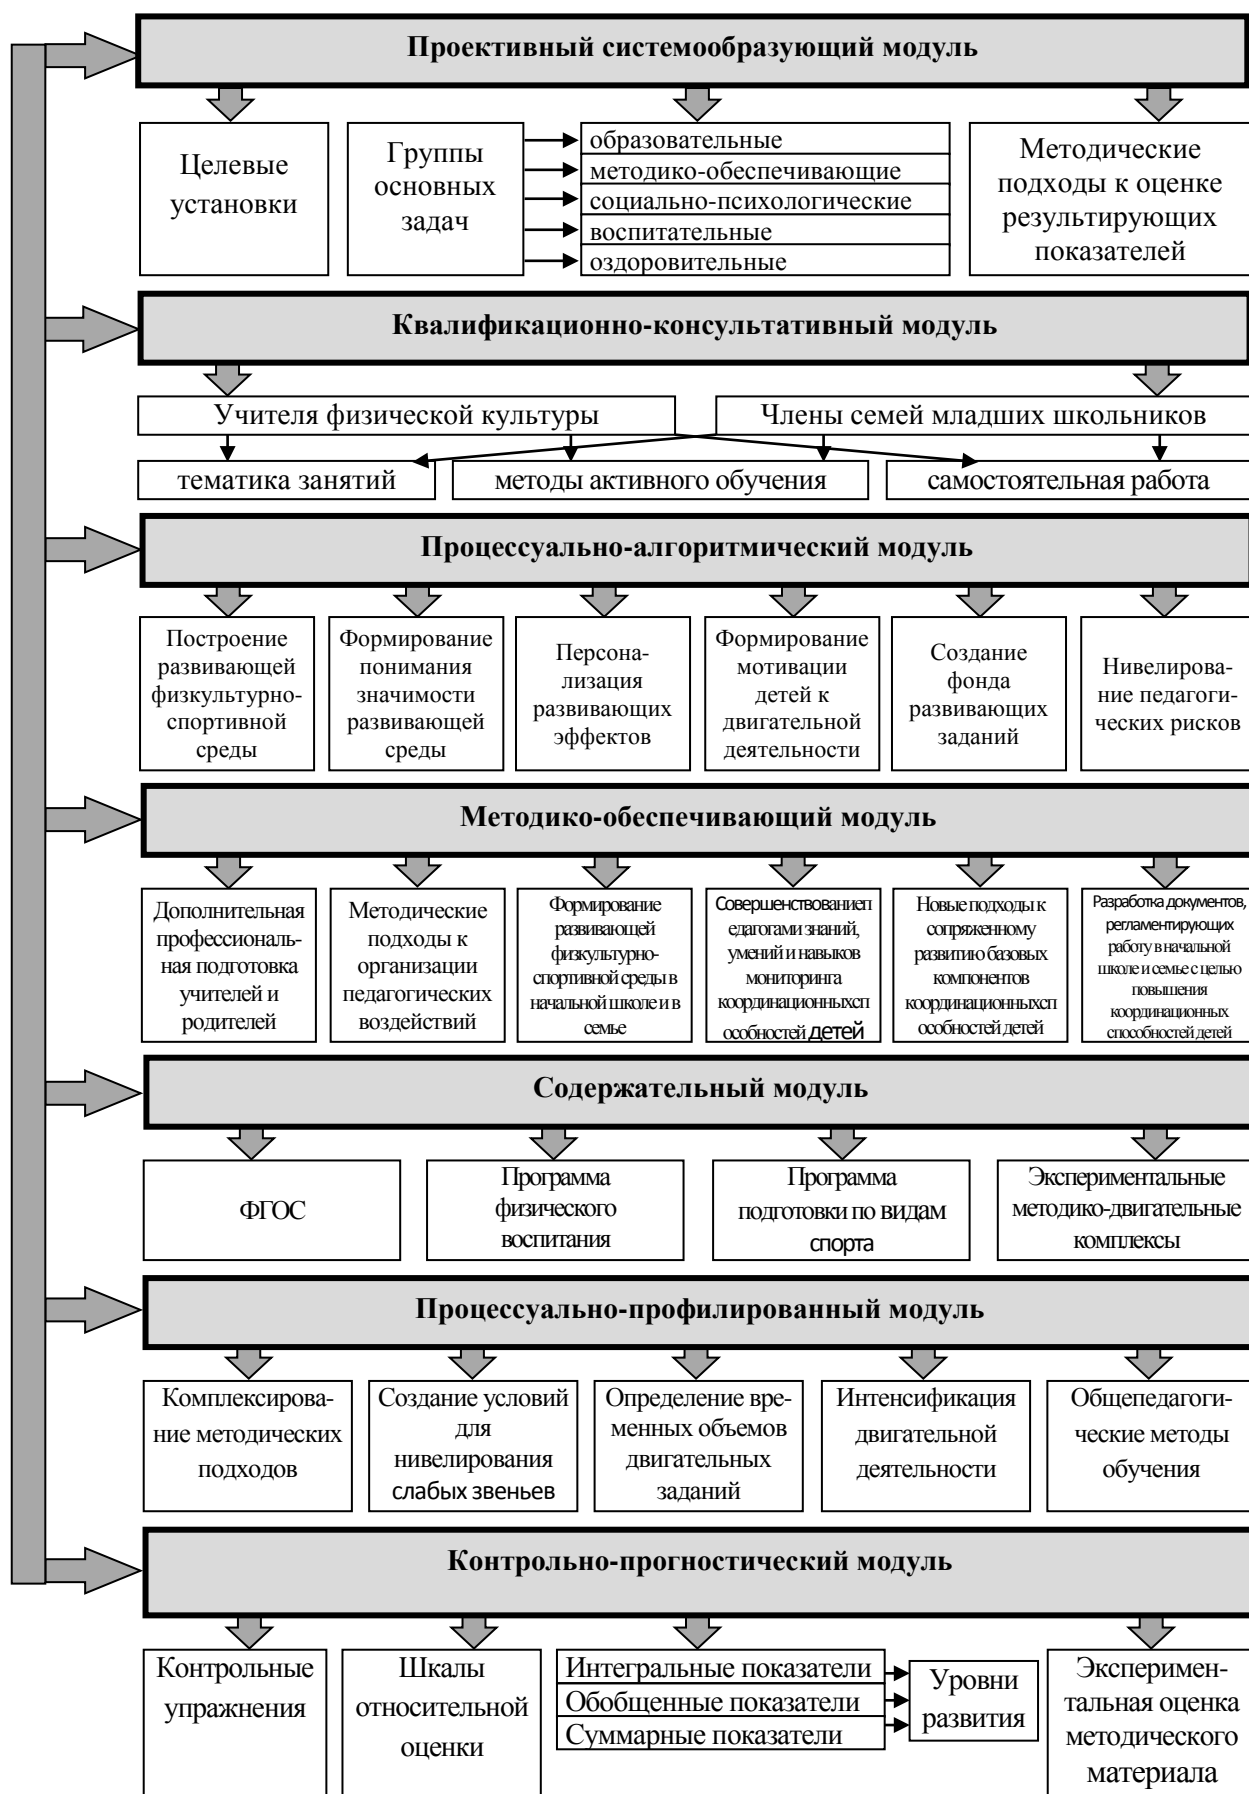 Проективный системообразующий модуль
Целевые
установки
Группы
основных
задач
образовательные
методико-обеспечивающие
социально-психологические
воспитательные
оздоровительные
Методические
подходы к оценке
результирующих
показателей
Квалификационно-консультативный модуль
Учителя физической культуры
Члены семей младших школьников
тематика занятий
методы активного обучения
самостоятельная работа
Процессуально-алгоритмический модуль
Построение
развивающей
физкультурно-
спортивной
среды
Формирование
понимания
значимости
развивающей
среды
Персона-
лизация
развивающих
эффектов
Формирование
мотивации
детей к
двигательной
деятельности
Создание
фонда
развивающих
заданий
Нивелирова-
ние педагоги-
ческих рисков
Методико-обеспечивающий модуль
Дополнительная
профессиональ-
ная подготовка
учителей и
родителей
Методические
подходы к
организации
педагогических
воздействий
Формирование
развивающей
физкультурно-
спортивной среды в
начальной школе и в
семье
Совершенствованиеп
едагогами знаний,
умений и навыков
мониторинга
координационныхсп
особностей детей
Новые подходы к
сопряженному
развитию базовых
компонентов
координационныхсп
особностей детей
Разработка документов,
регламентирующих
работу в начальной
школе и семье с целью
повышения
координационных
способностей детей
Содержательный модуль
ФГОС
Программа
физического
воспитания
Программа
подготовки по видам
спорта
Экспериментальные
методико-двигательные
комплексы
Процессуально-профилированный модуль
Комплексирова-
ние методических
подходов
Создание условий
для
нивелирования
слабых звеньев
Определение вре-
менных объемов
двигательных
заданий
Интенсификация
двигательной
деятельности
Общепедагоги-
ческие методы
обучения
Контрольно-прогностический модуль
Контрольные
упражнения
Шкалы
относительной
оценки
Интегральные показатели
Обобщенные показатели
Суммарные показатели
Уровни
развития
Эксперимен-
тальная оценка
методического
материала